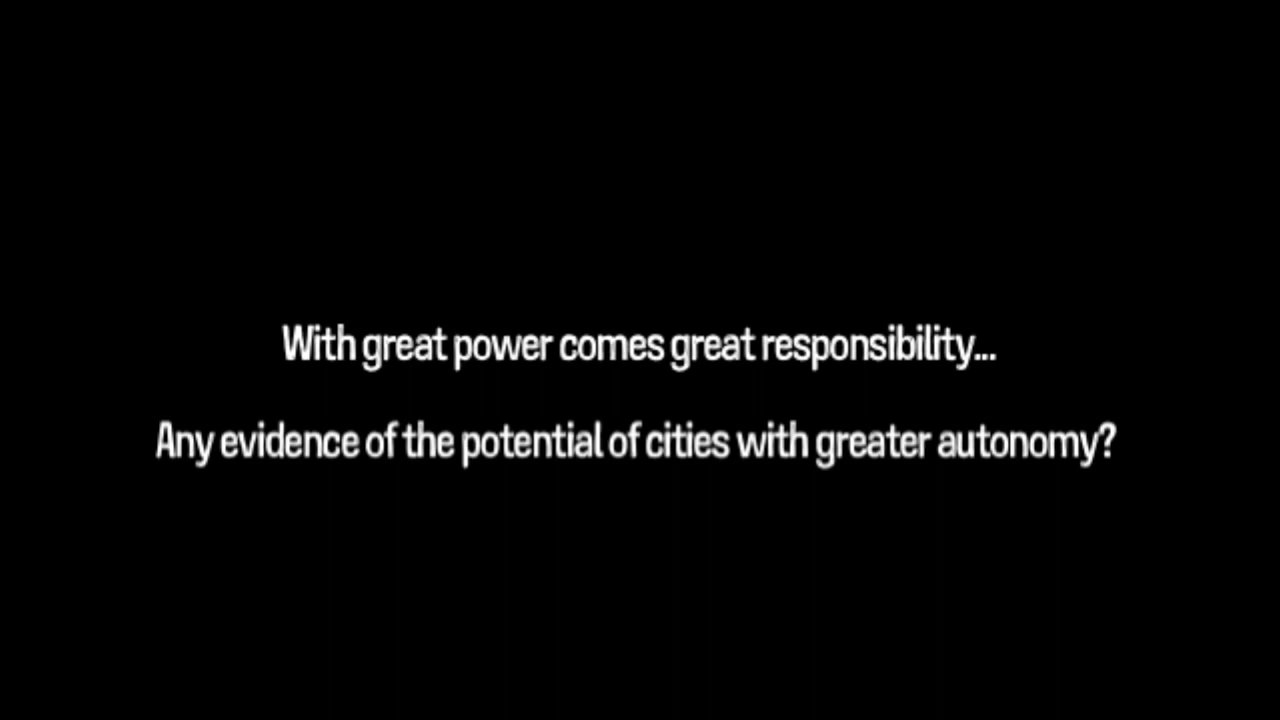 With great power comes great responsibility...
Any evidence of the potential of cities with greater autonomy?